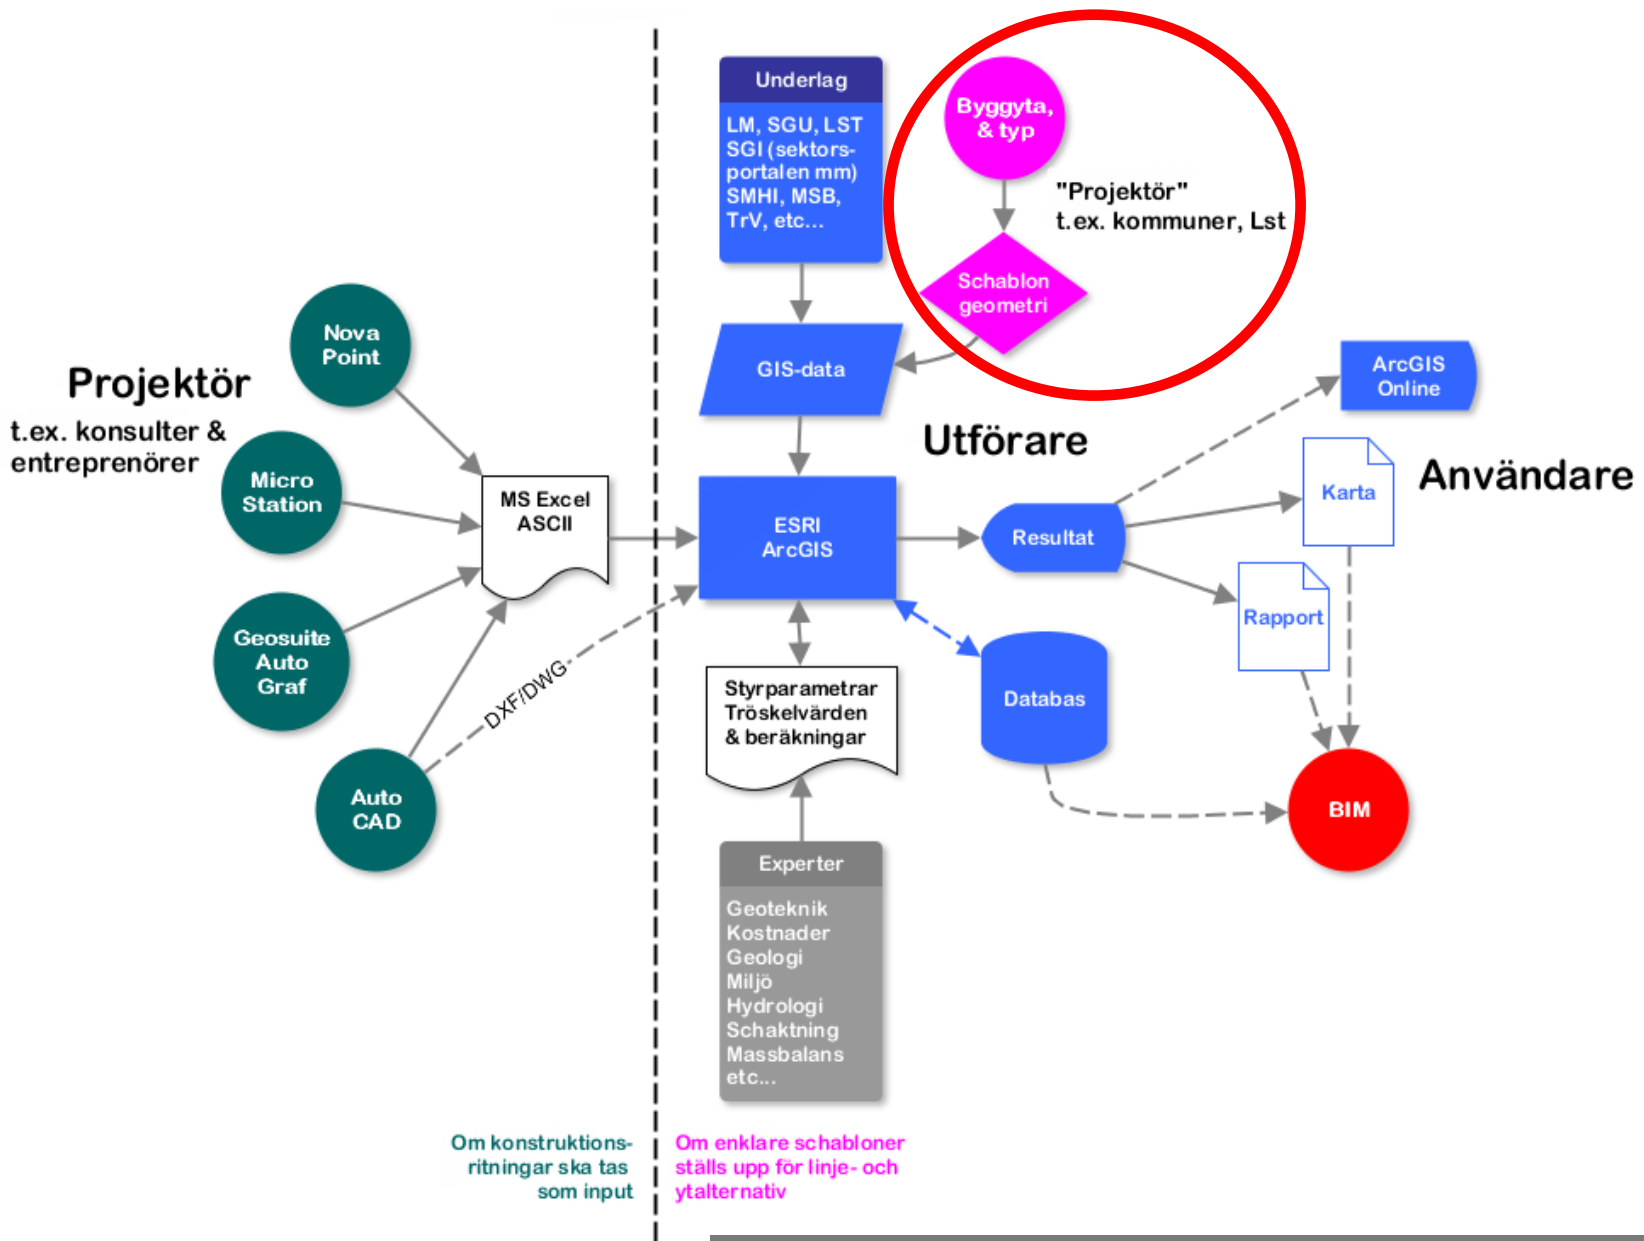 Underlag
LM, SGU, LST
SGI (sektors-
portalen mm)
SMHI, MSB,
TrV, etc...
Byggyta,
& typ
"Projektör"
t.ex. kommuner, Lst
Schablon
geometri
GIS-data
Nova
Point
Projektör
t.ex. konsulter &
entreprenörer
Micro
Station
Geosuite
Auto
Graf
Auto
CAD
MS Excel
ASCII
DXF/DWG
ESRI
ArcGIS
Utförare
Resultat
ArcGIS
Online
Karta
Användare
Rapport
Databas
BIM
Styrparametrar
Tröskelvärden
& beräkningar
Experter
Geoteknik
Kostnader
Geologi
Miljö
Hydrologi
Schaktning
Massbalans
etc...
Om konstruktions-
ritningar ska tas
som input
Om enklare schabloner
ställs upp för linje- och
ytalternativ